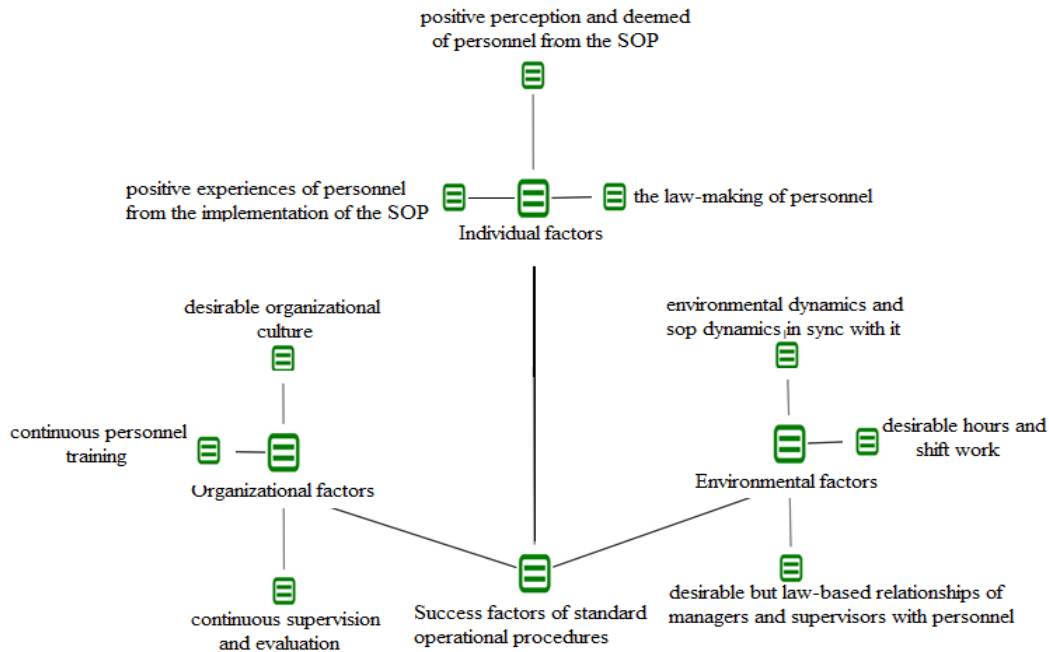 positive perception and deemed
of personnel from the SOP
positive experiences of personnel
from the implementation of the SOP
the law-making of personnel
Individual factors
desirable organizational
culture
environmental dynamics and
sop dynamics in sync with it
continuous personnel
training
desirable hours and
shift work
Organizational factors
Environmental factors
continuous supervision
and evaluation
Success factors of standard
operational procedures
desirable but law-based relationships of
managers and supervisors with personnel